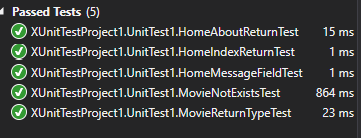 Passed Tests (5)
XUnitTestProject1.UnitTest1.HomeAboutReturnTest 15 ms
XUnitTestProject1.UnitTest1.HomeIndexReturnTest 1 ms
XUnitTestProject1.UnitTest1.HomeMessageFieldTest 1 ms
XUnitTestProject1.UnitTest1.MovieNotExistsTest 864 ms
XUnitTestProject1.UnitTest1.MovieReturnTypeTest 23 ms